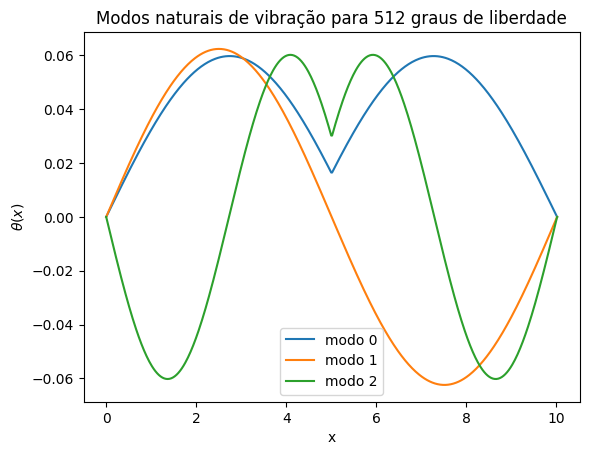 Modos naturais de vibração para 512 graus de liberdade
0.06
0.04
0.02
0.00
−0.02
−0.04
−0.06
θ(x)
modo 0
modo 1
modo 2
0 2 4 6 8 10
x